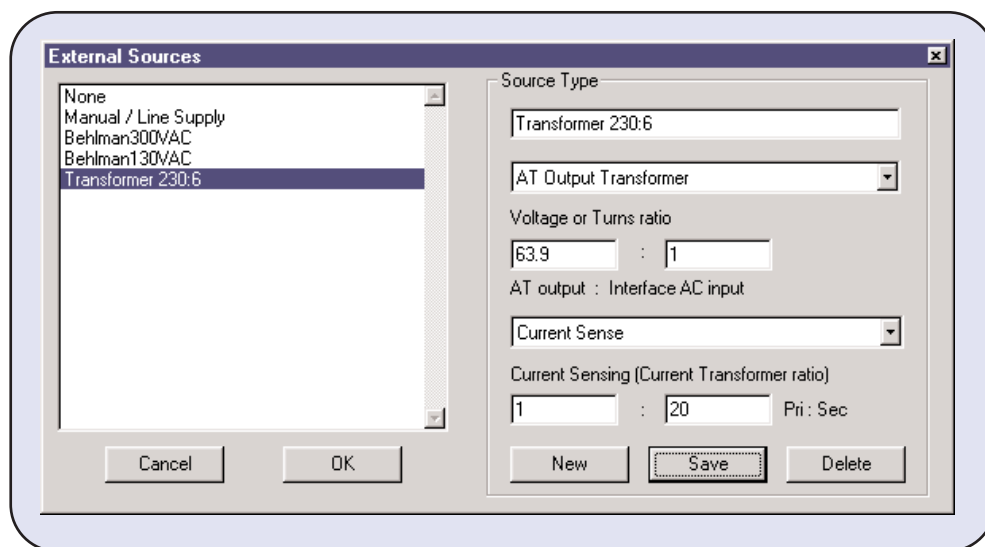 External Sources
None
Manual / Line Supply
Behlman300VAC
Behlman130VAC
Transformer 230:6
Cancel
OK
Source Type
Transformer 230:6
AT Output Transformer
Voltage or Turns ratio
63.9 : 1
AT output : Interface AC input
Current Sense
Current Sensing (Current Transformer ratio)
1 : 20 Pri : Sec
New Save Delete